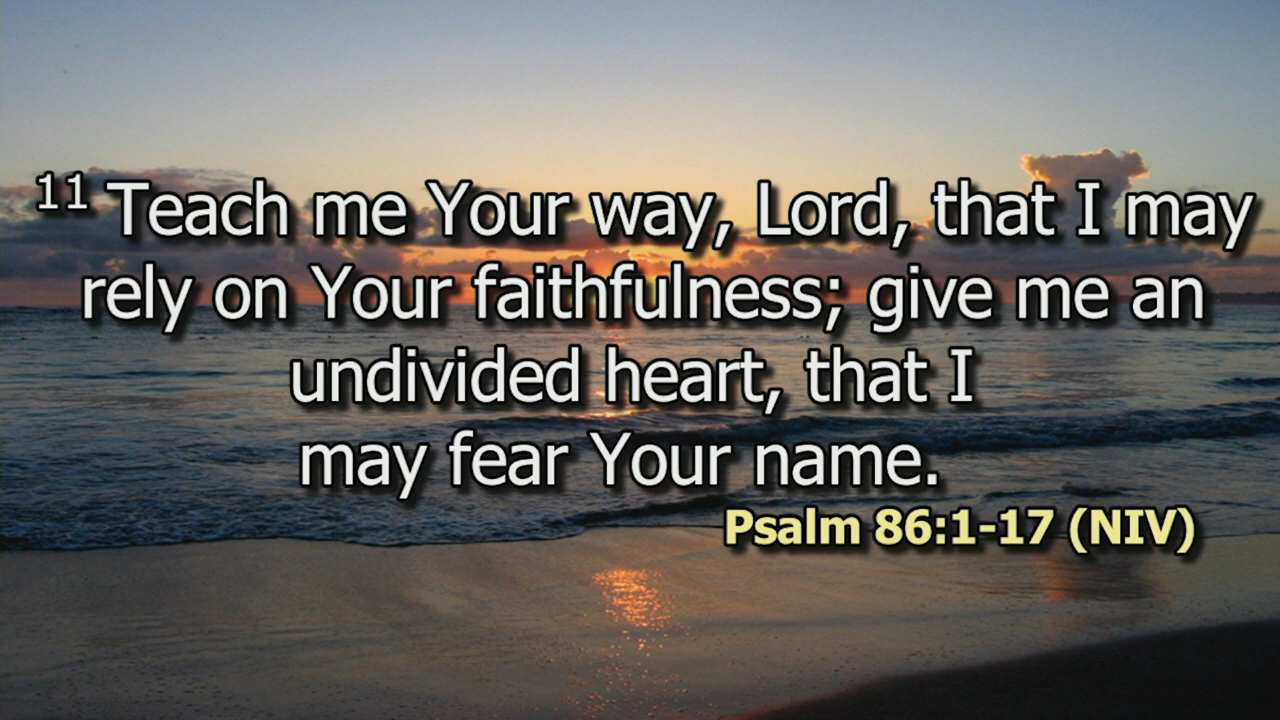 11 Teach me Your way, Lord, that I may
rely on Your faithfulness; give me an
undivided heart, that I
may fear Your name.
Psalm 86:1-17 (NIV)